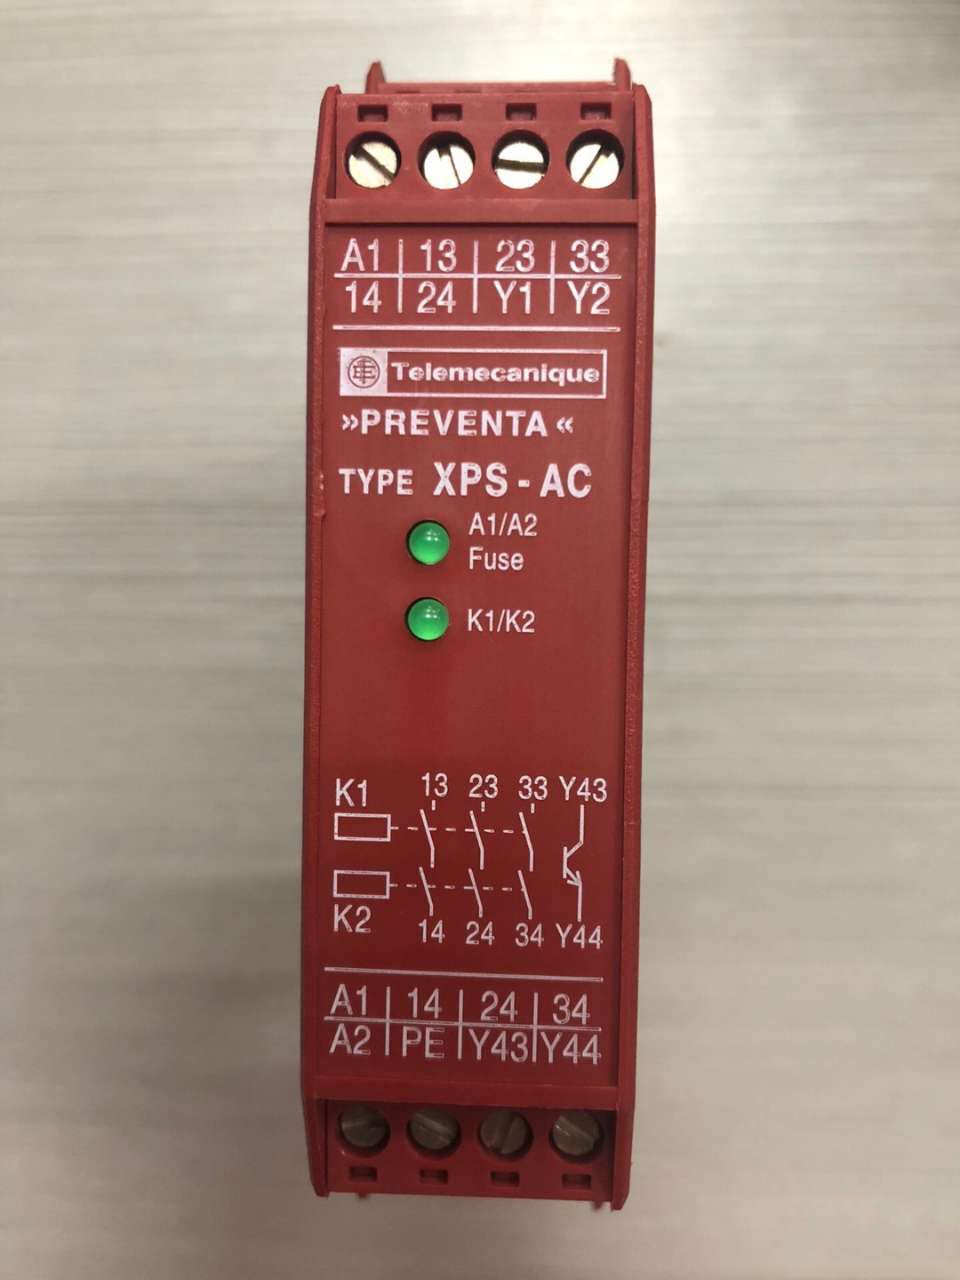 A1 | 13 | 23 | 33
14 | 24 | Y1 | Y2
Telemecanique
»PREVENTA«
TYPE XPS-AC
A1/A2
Fuse
K1/K2
K1 13 23 33 Y43
K2 14 24 34 Y44
A1 | 14 | 24 | 34
A2 | PE | Y43 | Y44